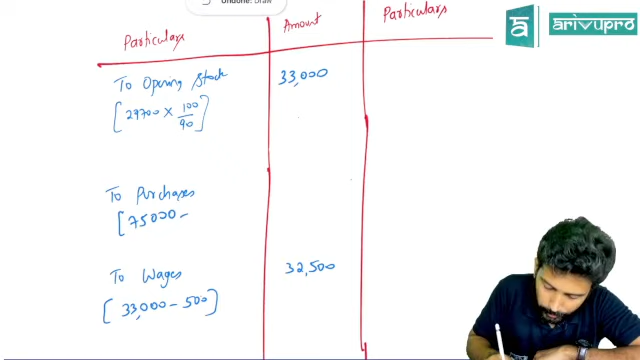 Undone: Draw
Particulars Amount Particulars
arivupro
To Opening Stock 33,000
[29700 × 100/90]
To Purchases
[75000 –
To Wages 32,500
[33,000 – 500]